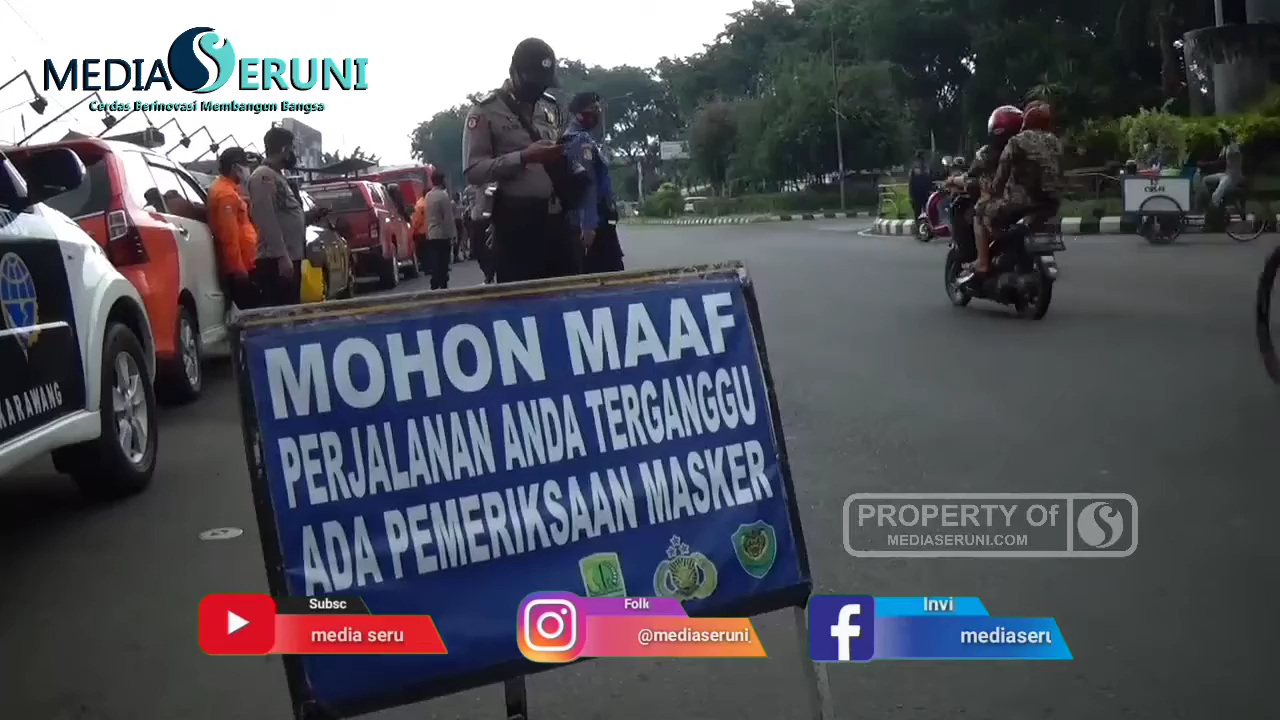 MEDIA SERUNI
Cerdas Berinovasi Membangun Bangsa
KARAWANG
MOHON MAAF
PERJALANAN ANDA TERGANGGU
ADA PEMERIKSAAN MASKER
PROPERTY Of
MEDIASERUNI.COM
Subsc
media seru
Folk
@mediaseruni_
Invi
mediaseru